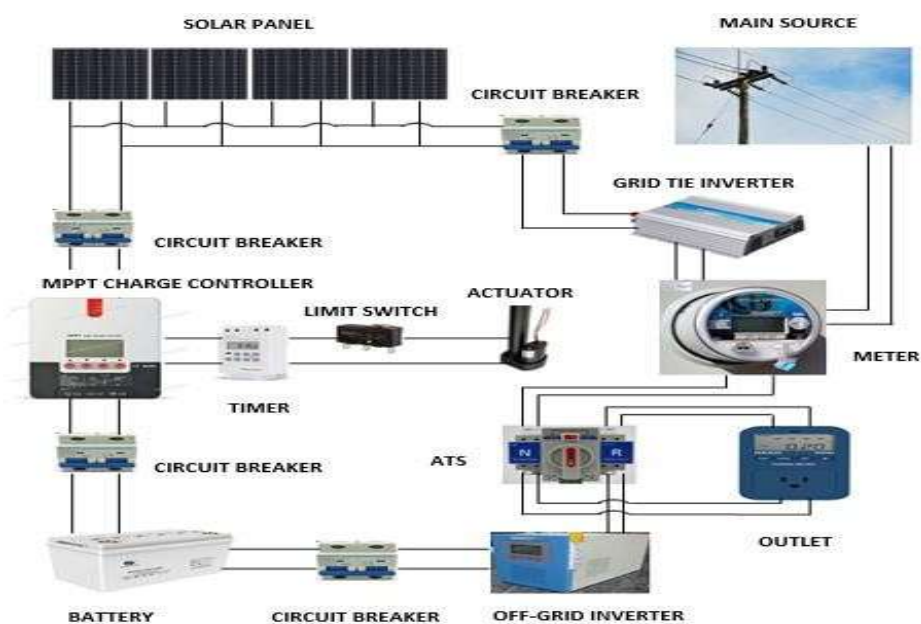 SOLAR PANEL
MAIN SOURCE
CIRCUIT BREAKER
GRID TIE INVERTER
CIRCUIT BREAKER
MPPT CHARGE CONTROLLER
LIMIT SWITCH
ACTUATOR
METER
TIMER
ATS
N
R
CIRCUIT BREAKER
OUTLET
BATTERY
CIRCUIT BREAKER
OFF-GRID INVERTER